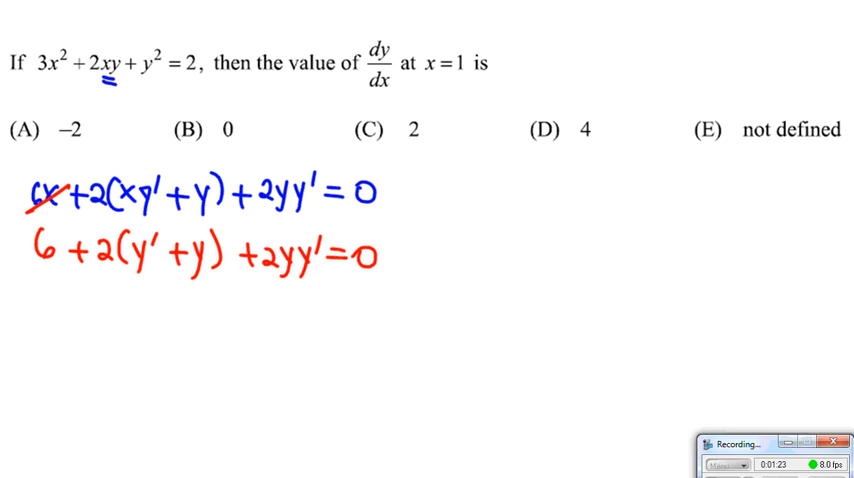 If 3x² + 2xy + y² = 2, then the value of dy/dx at x = 1 is
(A) –2 (B) 0 (C) 2 (D) 4 (E) not defined
6x + 2(xy' + y) + 2yy' = 0
6 + 2(y' + y) + 2yy' = 0
Recording...
0:01:23 8.0 fps